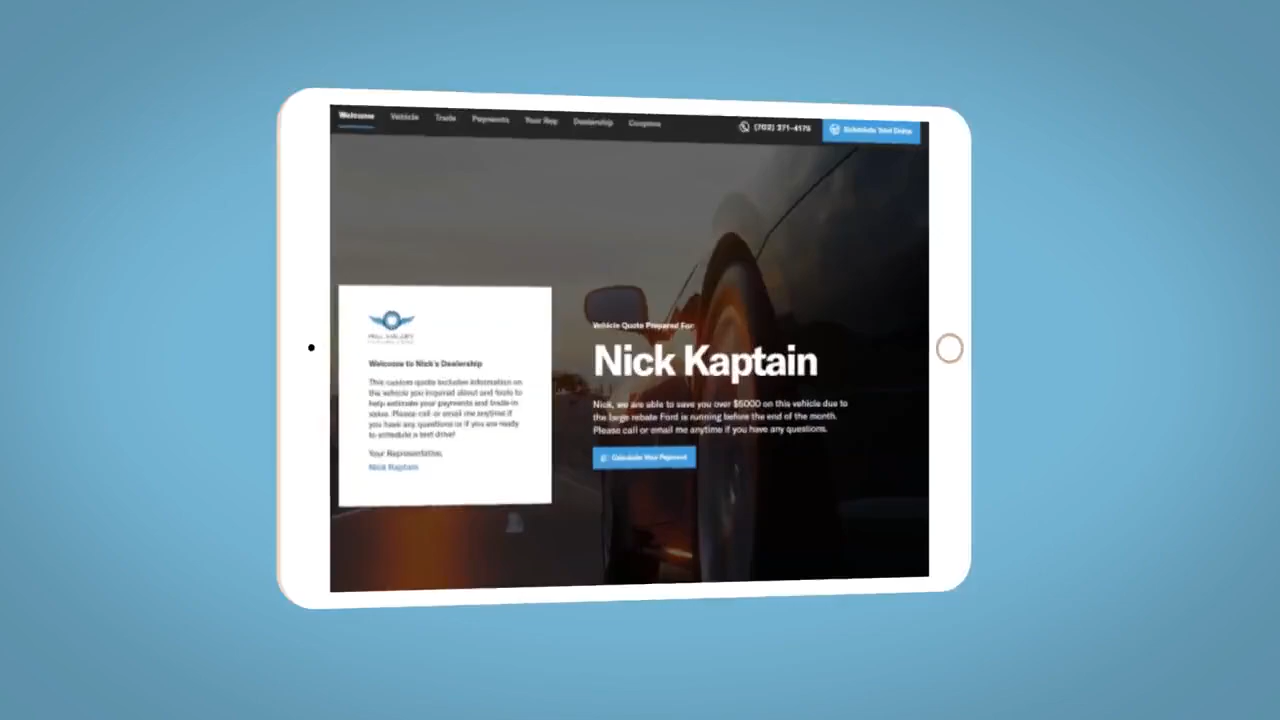 Welcome Vehicle Trade Payments Your Rep Dealership Coupons (702) 271-4175 Schedule Test Drive
Welcome to Nick's Dealership
This custom quote includes information on
the vehicle you inquired about and tools to
help estimate your payments and trade-in
value. Please call or email me anytime if
you have any questions or if you are ready
to schedule a test drive!
Your Representative,
Nick Kaptain
Vehicle Quote Prepared For:
Nick Kaptain
Nick, we are able to save you over $5000 on this vehicle due to
the large rebate Ford is running before the end of the month.
Please call or email me anytime if you have any questions.
Calculate Your Payment